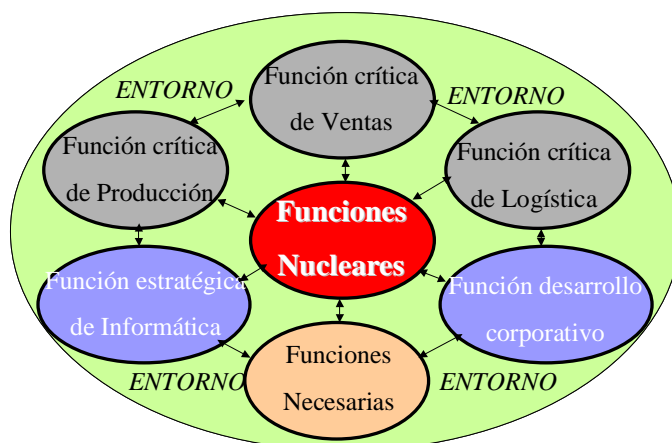 Función crítica
de Ventas
ENTORNO
ENTORNO
Función crítica
de Producción
Función crítica
de Logística
Funciones
Nucleares
Función estratégica
de Informática
Función desarrollo
corporativo
Funciones
Necesarias
ENTORNO
ENTORNO